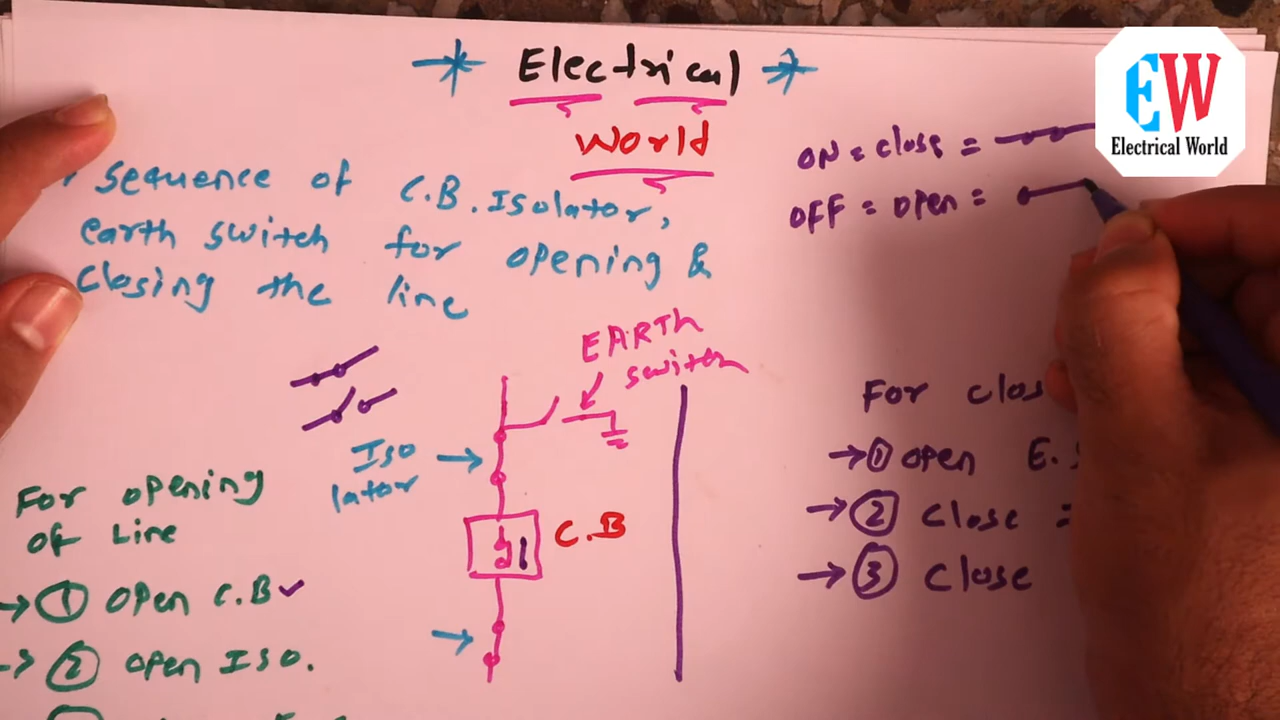 Electrical
World
EW
Electrical World
ON = close =
OFF = open =
sequence of C.B. Isolator,
earth switch for opening &
closing the line
EARTh
switch
Iso
lator
C.B
For opening
of Line
→ ① open C.B ✓
→ ② open Iso.
For clos
→ ① open E.S
→ ② close =
→ ③ close